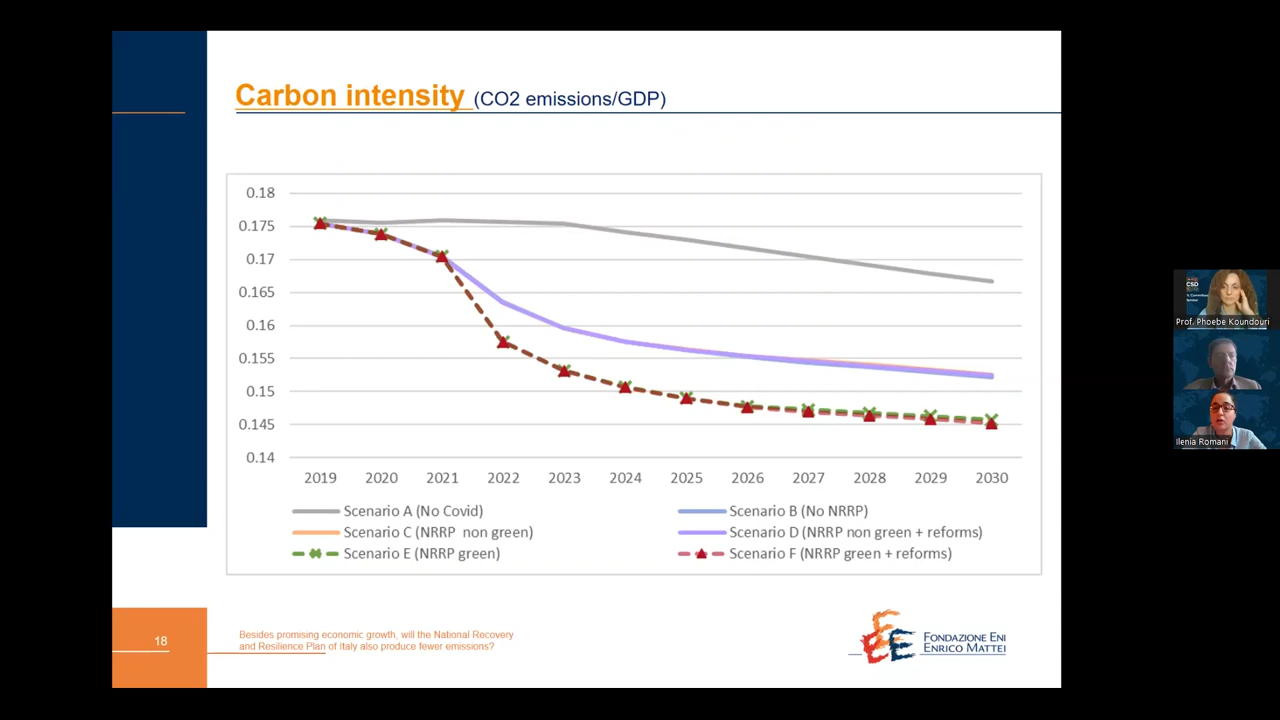 Carbon intensity (CO2 emissions/GDP)
0.18
0.175
0.17
0.165
0.16
0.155
0.15
0.145
0.14
2019 2020 2021 2022 2023 2024 2025 2026 2027 2028 2029 2030
Scenario A (No Covid) Scenario B (No NRRP)
Scenario C (NRRP non green) Scenario D (NRRP non green + reforms)
Scenario E (NRRP green) Scenario F (NRRP green + reforms)
18
Besides promising economic growth, will the National Recovery
and Resilience Plan of Italy also produce fewer emissions?
FONDAZIONE ENI
ENRICO MATTEI
CSD
Prof. Phoebe Koundouri
Ilenia Romani